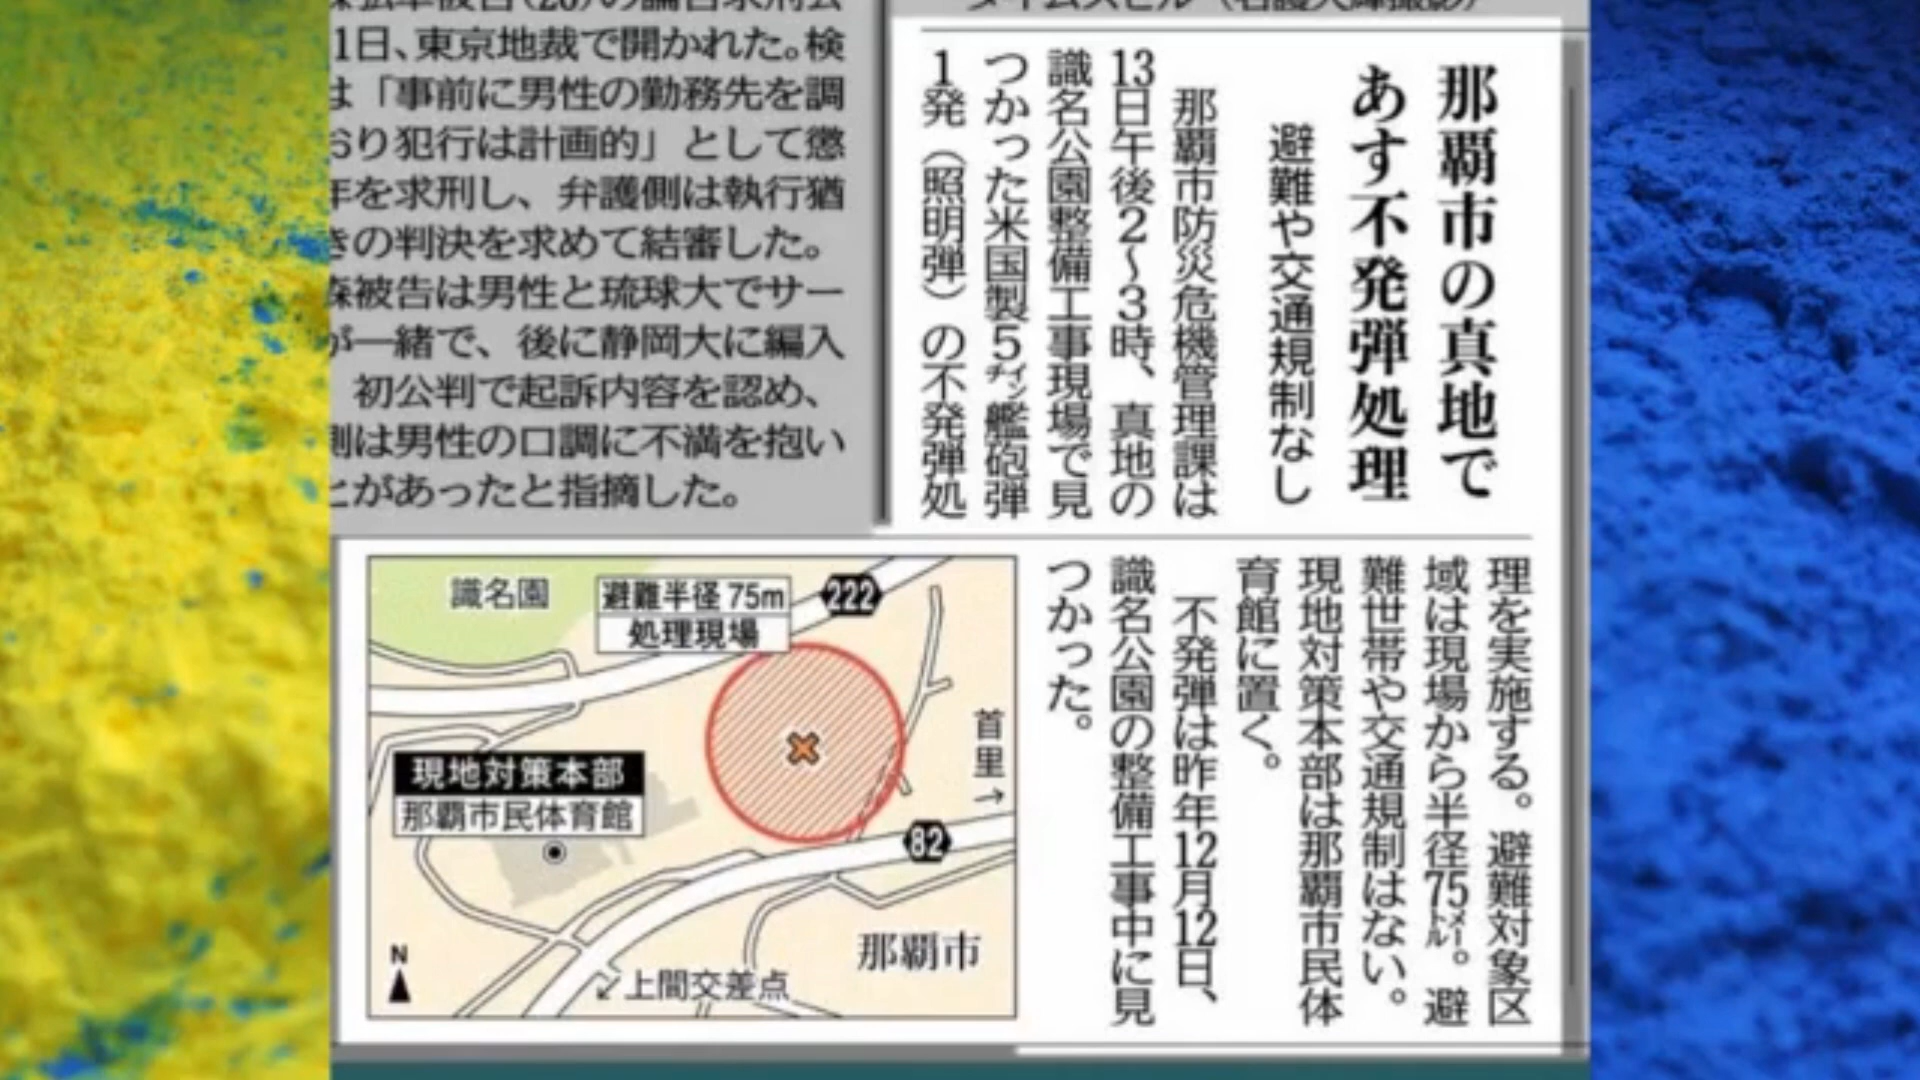 1日、東京地裁で開かれた。検
「事前に男性の勤務先を調
おり犯行は計画的」として懲
年を求刑し、弁護側は執行猶
きの判決を求めて結審した。
森被告は男性と琉球大でサー
が一緒で、後に静岡大に編入
初公判で起訴内容を認め、
側は男性の口調に不満を抱い
とがあったと指摘した。
那覇市の真地で
あす不発弾処理
避難や交通規制なし
那覇市防災危機管理課は
13日午後2〜3時、真地の
識名公園整備工事現場で見
つかった米国製5インチ艦砲弾
1発(照明弾)の不発弾処
理を実施する。避難対象区
域は現場から半径75メートル。避
難世帯や交通規制はない。
現地対策本部は那覇市民体
育館に置く。
不発弾は昨年12月12日、
識名公園の整備工事中に見
つかった。
識名園
避難半径75m
処理現場
222
首里→
現地対策本部
那覇市民体育館
82
那覇市
N
上間交差点